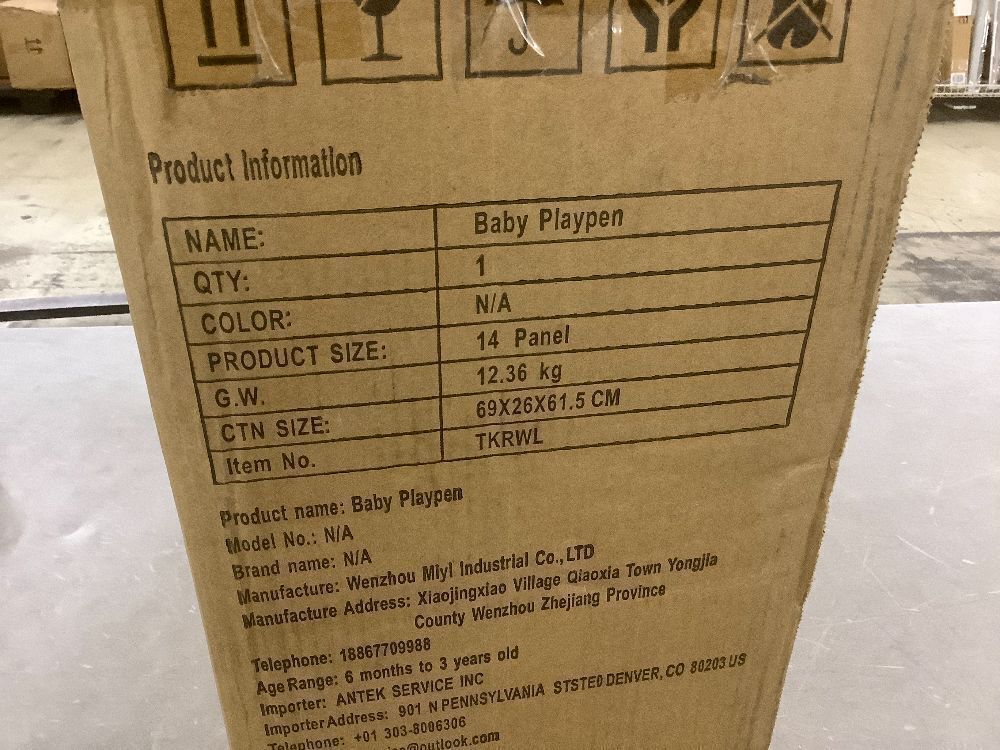 Product Information
NAME: Baby Playpen
QTY: 1
COLOR: N/A
PRODUCT SIZE: 14 Panel
G.W. 12.36 kg
CTN SIZE: 69X26X61.5 CM
Item No. TKRWL
Product name: Baby Playpen
Model No.: N/A
Brand name: N/A
Manufacture: Wenzhou Miyi Industrial Co.,LTD
Manufacture Address: Xiaojingxiao Village Qiaoxia Town Yongjia
County Wenzhou Zhejiang Province
Telephone: 18867709988
Age Range: 6 months to 3 years old
Importer: ANTEK SERVICE INC
Importer Address: 901 N PENNSYLVANIA STSTE0 DENVER, CO 80203 US
Telephone: +01 303-8006306
@outlook.com